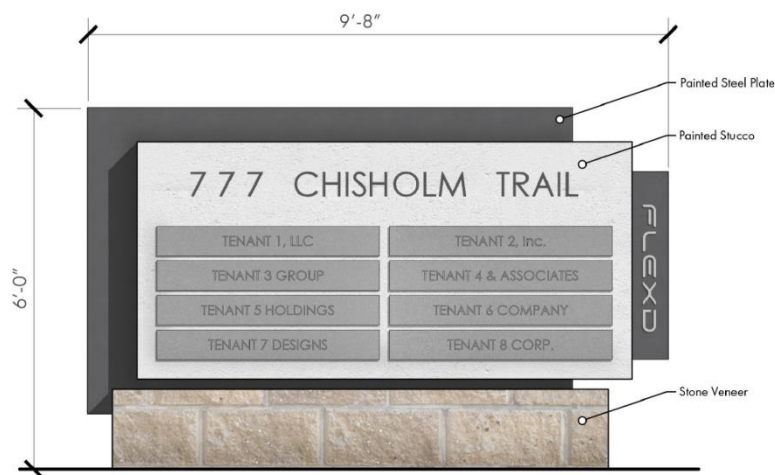 9'-8"
Painted Steel Plate
Painted Stucco
777 CHISHOLM TRAIL
FLEXD
TENANT 1, LLC
TENANT 2, Inc.
TENANT 3 GROUP
TENANT 4 & ASSOCIATES
6'-0"
TENANT 5 HOLDINGS
TENANT 6 COMPANY
TENANT 7 DESIGNS
TENANT 8 CORP.
Stone Veneer